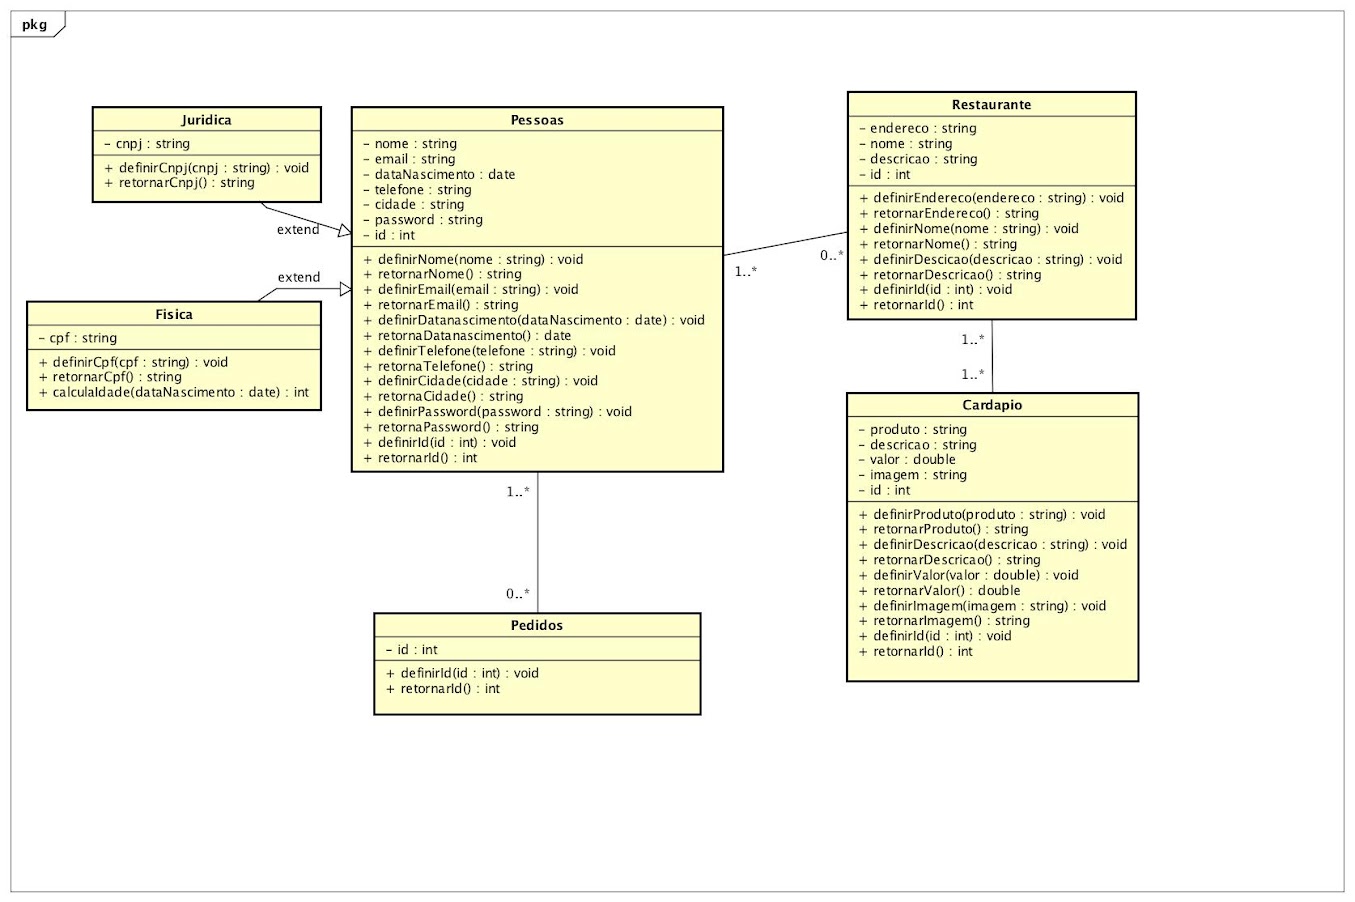 pkg
Juridica
- cnpj : string
+ definirCnpj(cnpj : string) : void
+ retornarCnpj() : string
extend
extend
Fisica
- cpf : string
+ definirCpf(cpf : string) : void
+ retornarCpf() : string
+ calculaIdade(dataNascimento : date) : int
Pessoas
- nome : string
- email : string
- dataNascimento : date
- telefone : string
- cidade : string
- password : string
- id : int
+ definirNome(nome : string) : void
+ retornarNome() : string
+ definirEmail(email : string) : void
+ retornarEmail() : string
+ definirDatanascimento(dataNascimento : date) : void
+ retornaDatanascimento() : date
+ definirTelefone(telefone : string) : void
+ retornaTelefone() : string
+ definirCidade(cidade : string) : void
+ retornaCidade() : string
+ definirPassword(password : string) : void
+ retornaPassword() : string
+ definirId(id : int) : void
+ retornarId() : int
1..*
0..*
1..*
0..*
Pedidos
- id : int
+ definirId(id : int) : void
+ retornarId() : int
Restaurante
- endereco : string
- nome : string
- descricao : string
- id : int
+ definirEndereco(endereco : string) : void
+ retornarEndereco() : string
+ definirNome(nome : string) : void
+ retornarNome() : string
+ definirDescicao(descricao : string) : void
+ retornarDescricao() : string
+ definirId(id : int) : void
+ retornarId() : int
1..*
1..*
Cardapio
- produto : string
- descricao : string
- valor : double
- imagem : string
- id : int
+ definirProduto(produto : string) : void
+ retornarProduto() : string
+ definirDescricao(descricao : string) : void
+ retornarDescricao() : string
+ definirValor(valor : double) : void
+ retornarValor() : double
+ definirImagem(imagem : string) : void
+ retornarImagem() : string
+ definirId(id : int) : void
+ retornarId() : int